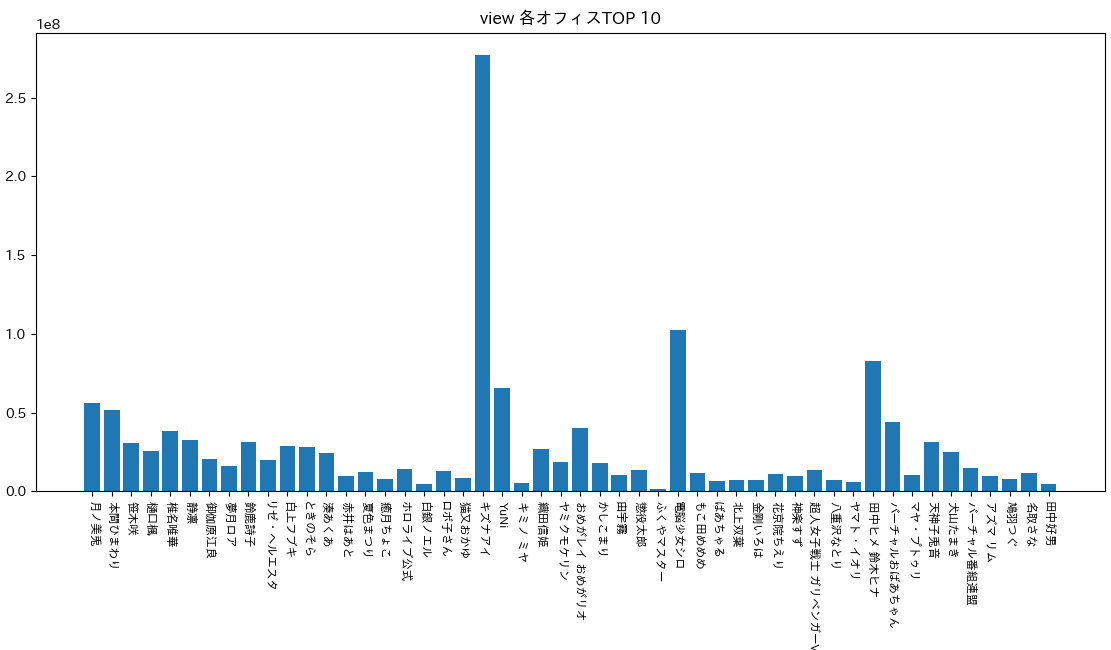 view 各オフィスTOP 10
1e8
2.5
2.0
1.5
1.0
0.5
0.0
月ノ美兎
本間ひまわり
笹木咲
樋口楓
椎名唯華
静凛
御伽原江良
夢月ロア
鈴鹿詩子
リゼ・ヘルエスタ
白上フブキ
ときのそら
湊あくあ
赤井はあと
夏色まつり
癒月ちょこ
ホロライブ公式
白銀ノエル
ロボ子さん
猫又おかゆ
キズナアイ
YuNi
キミノミヤ
織田信姫
ヤミクモケリン
おめがレイ おめがリオ
かしこまり
由宇霧
懲役太郎
ふくやマスター
電脳少女シロ
もこ田めめめ
ばあちゃる
北上双葉
金剛いろは
花京院ちえり
神楽すず
超人女子戦士 ガリベンガーV
八重沢なとり
ヤマト・イオリ
田中ヒメ 鈴木ヒナ
バーチャルおばあちゃん
マヤ・プトゥリ
天神子兎音
犬山たまき
バーチャル番組連盟
アズマリム
鳩羽つぐ
名取さな
田中好男